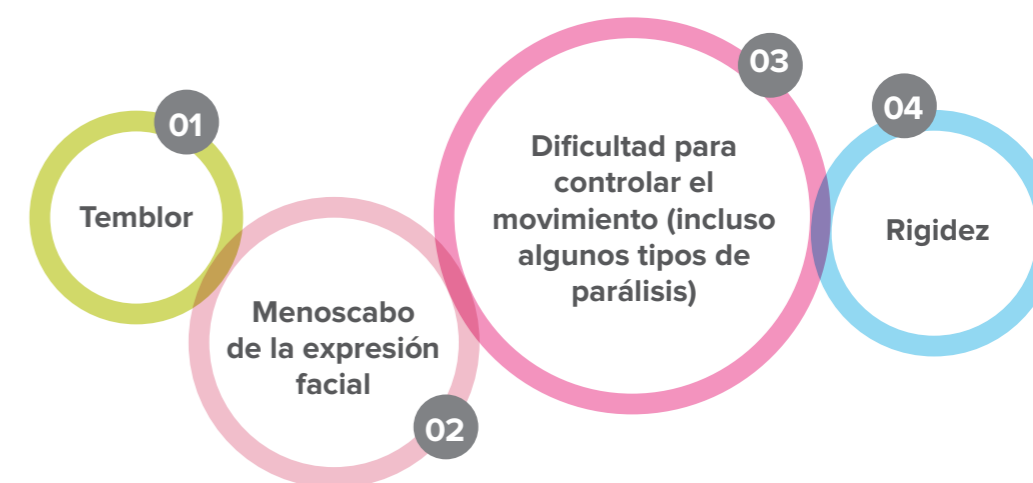 01
Temblor
02
Menoscabo
de la expresión
facial
03
Dificultad para
controlar el
movimiento (incluso
algunos tipos de
parálisis)
04
Rigidez